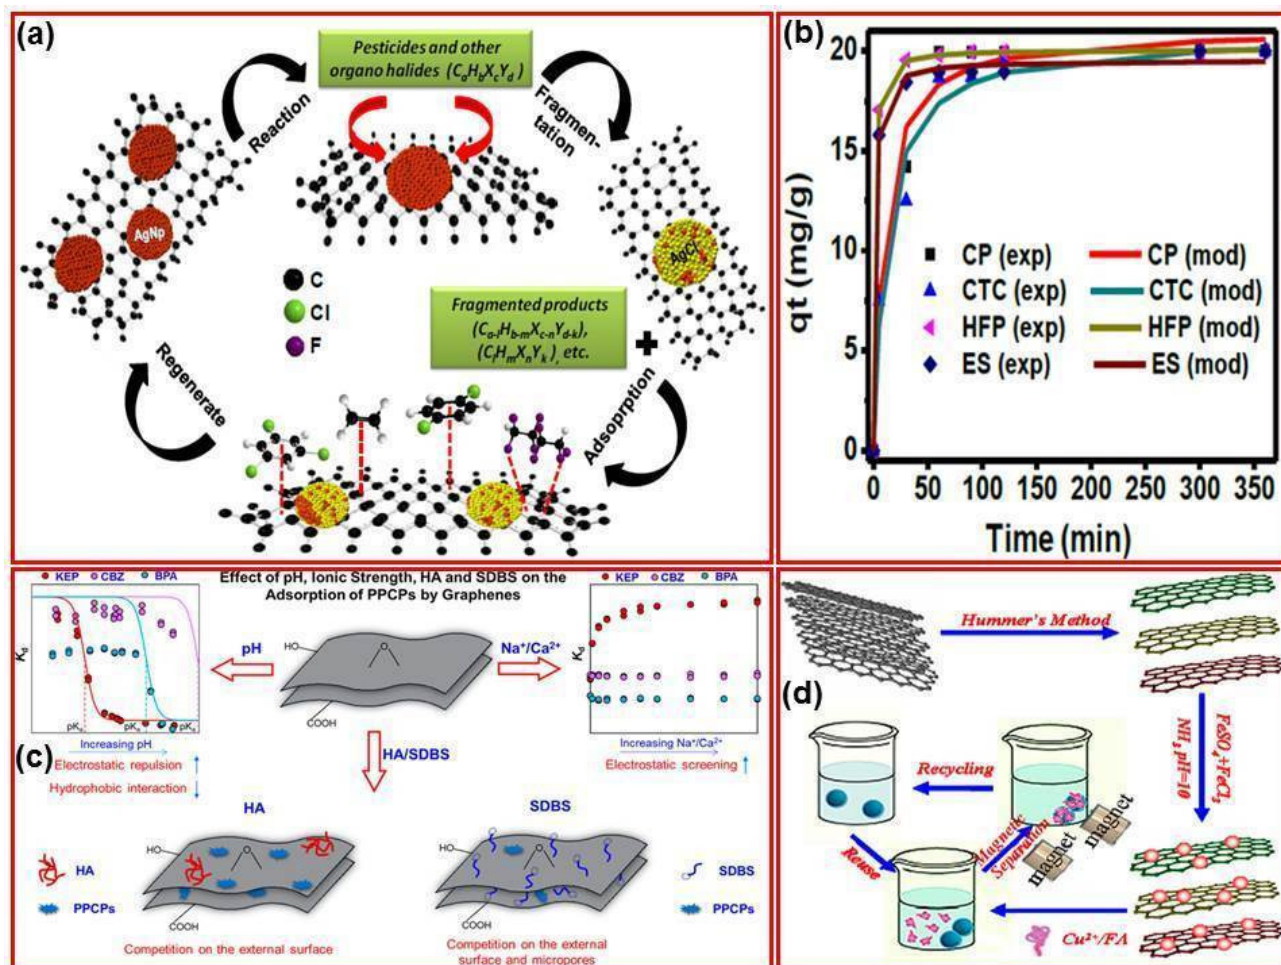 (a)
Pesticides and other
organo halides (CaHbXcYd)
Reaction
Fragmen-
tation
AgNp
AgCl
C
Cl
F
Fragmented products
(Ca-lHb-mXc-nYd-k),
(ClHmXnYk), etc.
Adsoprption
Regenerate
(b)
qt (mg/g)
20
15
10
5
0
CP (exp)
CP (mod)
CTC (exp)
CTC (mod)
HFP (exp)
HFP (mod)
ES (exp)
ES (mod)
0 50 100 150 200 250 300 350
Time (min)
(c)
KEP CBZ BPA
Effect of pH, Ionic Strength, HA and SDBS on the
Adsorption of PPCPs by Graphenes
KEP CBZ BPA
Kd
pKa pKa pKa
Increasing pH
Electrostatic repulsion
Hydrophobic interaction
pH
HO
O
COOH
Na⁺/Ca²⁺
Kd
Increasing Na⁺/Ca²⁺
Electrostatic screening
HA/SDBS
HA
SDBS
HO
O
COOH
HO
O
COOH
HA
PPCPs
SDBS
PPCPs
Competition on the external surface
Competition on the external
surface and micropores
(d)
Hummer's Method
FeSO₄+FeCl₃
NH₃ pH=10
Recycling
Reuse
Magnetic
Separation
magnet
magnet
Cu²⁺/FA